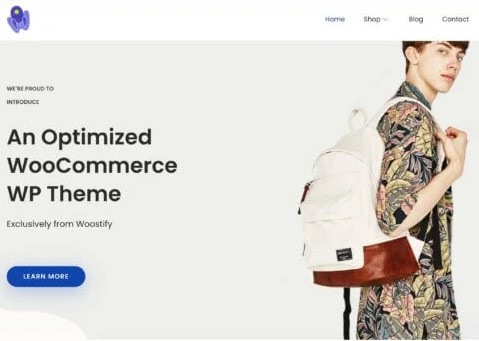 Home Shop Blog Contact
WE'RE PROUD TO
INTRODUCE
An Optimized
WooCommerce
WP Theme
Exclusively from Woostify
LEARN MORE